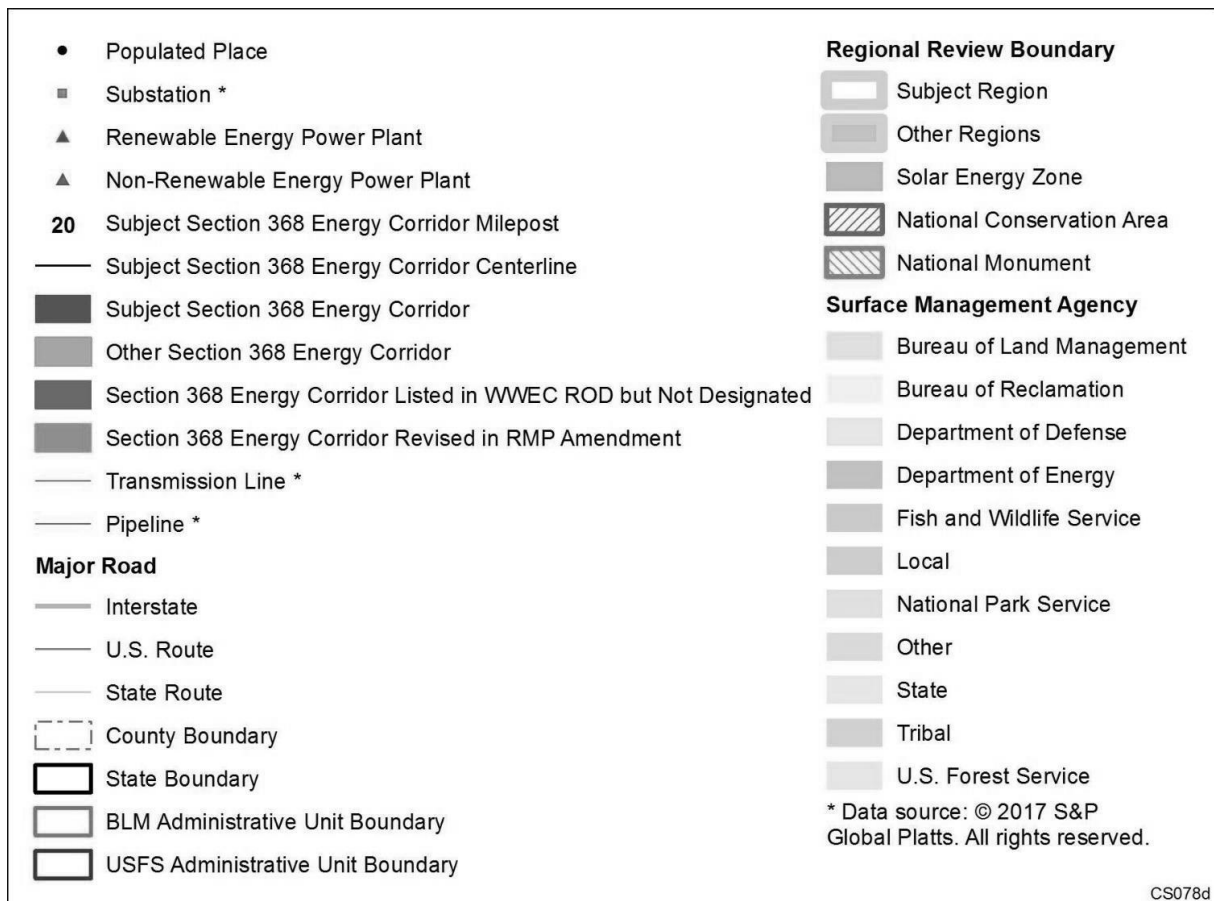 Populated Place
Substation *
Renewable Energy Power Plant
Non-Renewable Energy Power Plant
20 Subject Section 368 Energy Corridor Milepost
Subject Section 368 Energy Corridor Centerline
Subject Section 368 Energy Corridor
Other Section 368 Energy Corridor
Section 368 Energy Corridor Listed in WWEC ROD but Not Designated
Section 368 Energy Corridor Revised in RMP Amendment
Transmission Line *
Pipeline *
Major Road
Interstate
U.S. Route
State Route
County Boundary
State Boundary
BLM Administrative Unit Boundary
USFS Administrative Unit Boundary
Regional Review Boundary
Subject Region
Other Regions
Solar Energy Zone
National Conservation Area
National Monument
Surface Management Agency
Bureau of Land Management
Bureau of Reclamation
Department of Defense
Department of Energy
Fish and Wildlife Service
Local
National Park Service
Other
State
Tribal
U.S. Forest Service
* Data source: © 2017 S&P
Global Platts. All rights reserved.
CS078d